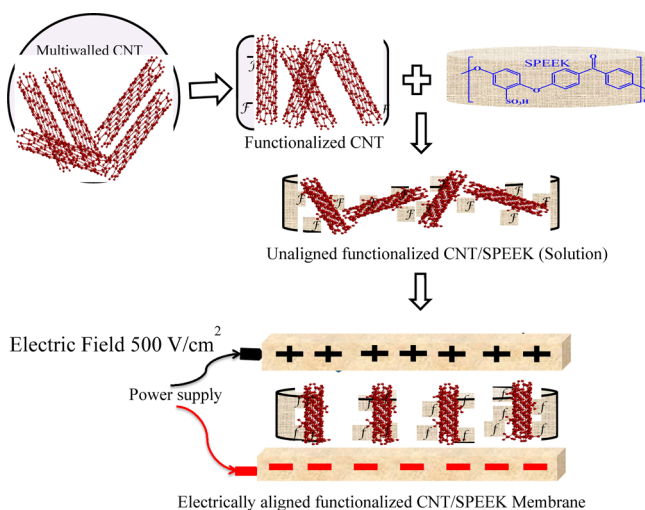 Multiwalled CNT
Functionalized CNT
SPEEK
O
O
O
SO₃H
Unaligned functionalized CNT/SPEEK (Solution)
Electric Field 500 V/cm²
Power supply
Electrically aligned functionalized CNT/SPEEK Membrane